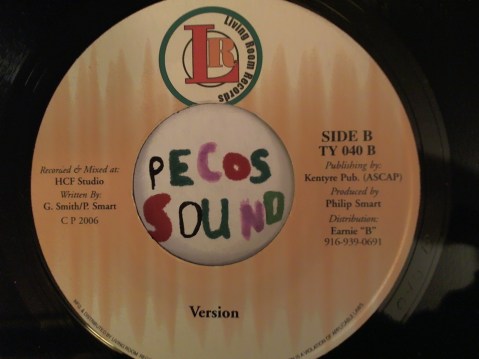 Living Room Records
LR
SIDE B
TY 040 B
Publishing by:
Kentyre Pub. (ASCAP)
Produced by
Philip Smart
Distribution:
Earnie "B"
916-939-0691
Recorded & Mixed at:
HCF Studio
Written By:
G. Smith/P. Smart
C P 2006
PECOS
SOUND
Version